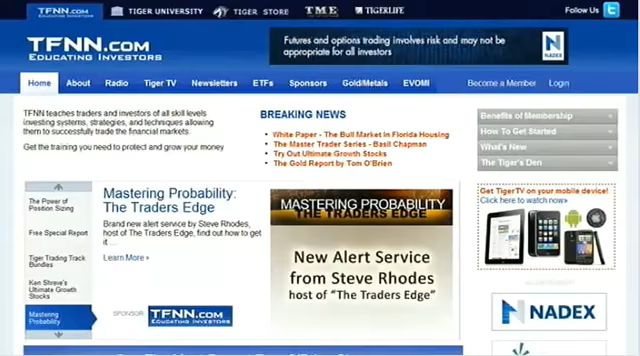 TFNN.COM
EDUCATING INVESTORS
TIGER UNIVERSITY
TIGER STORE
TME
TIGERLIFE
Follow Us
TFNN.COM
EDUCATING INVESTORS
Futures and options trading involves risk and may not be
appropriate for all investors
NADEX
Home
About
Radio
Tiger TV
Newsletters
ETFs
Sponsors
Gold/Metals
EVOMI
Become a Member
Login
TFNN teaches traders and investors of all skill levels
investing systems, strategies, and techniques allowing
them to successfully trade the financial markets.
Get the training you need to protect and grow your money
BREAKING NEWS
White Paper - The Bull Market In Florida Housing
The Master Trader Series - Basil Chapman
Try Out Ultimate Growth Stocks
The Gold Report by Tom O'Brien
Benefits of Membership
How To Get Started
What's New
The Tiger's Den
The Power of
Position Sizing
Free Special Report
Tiger Trading Track
Bundles
Ken Shreve's
Ultimate Growth
Stocks
Mastering
Probability
Mastering Probability:
The Traders Edge
Brand new alert service by Steve Rhodes,
host of The Traders Edge, find out how to get
it....
Learn More
SPONSOR
TFNN.COM
EDUCATING INVESTORS
MASTERING PROBABILITY
THE TRADERS EDGE
New Alert Service
from Steve Rhodes
host of "The Traders Edge"
Get TigerTV on your mobile device!
Click here to watch now»
ADVERTISEMENT
NADEX